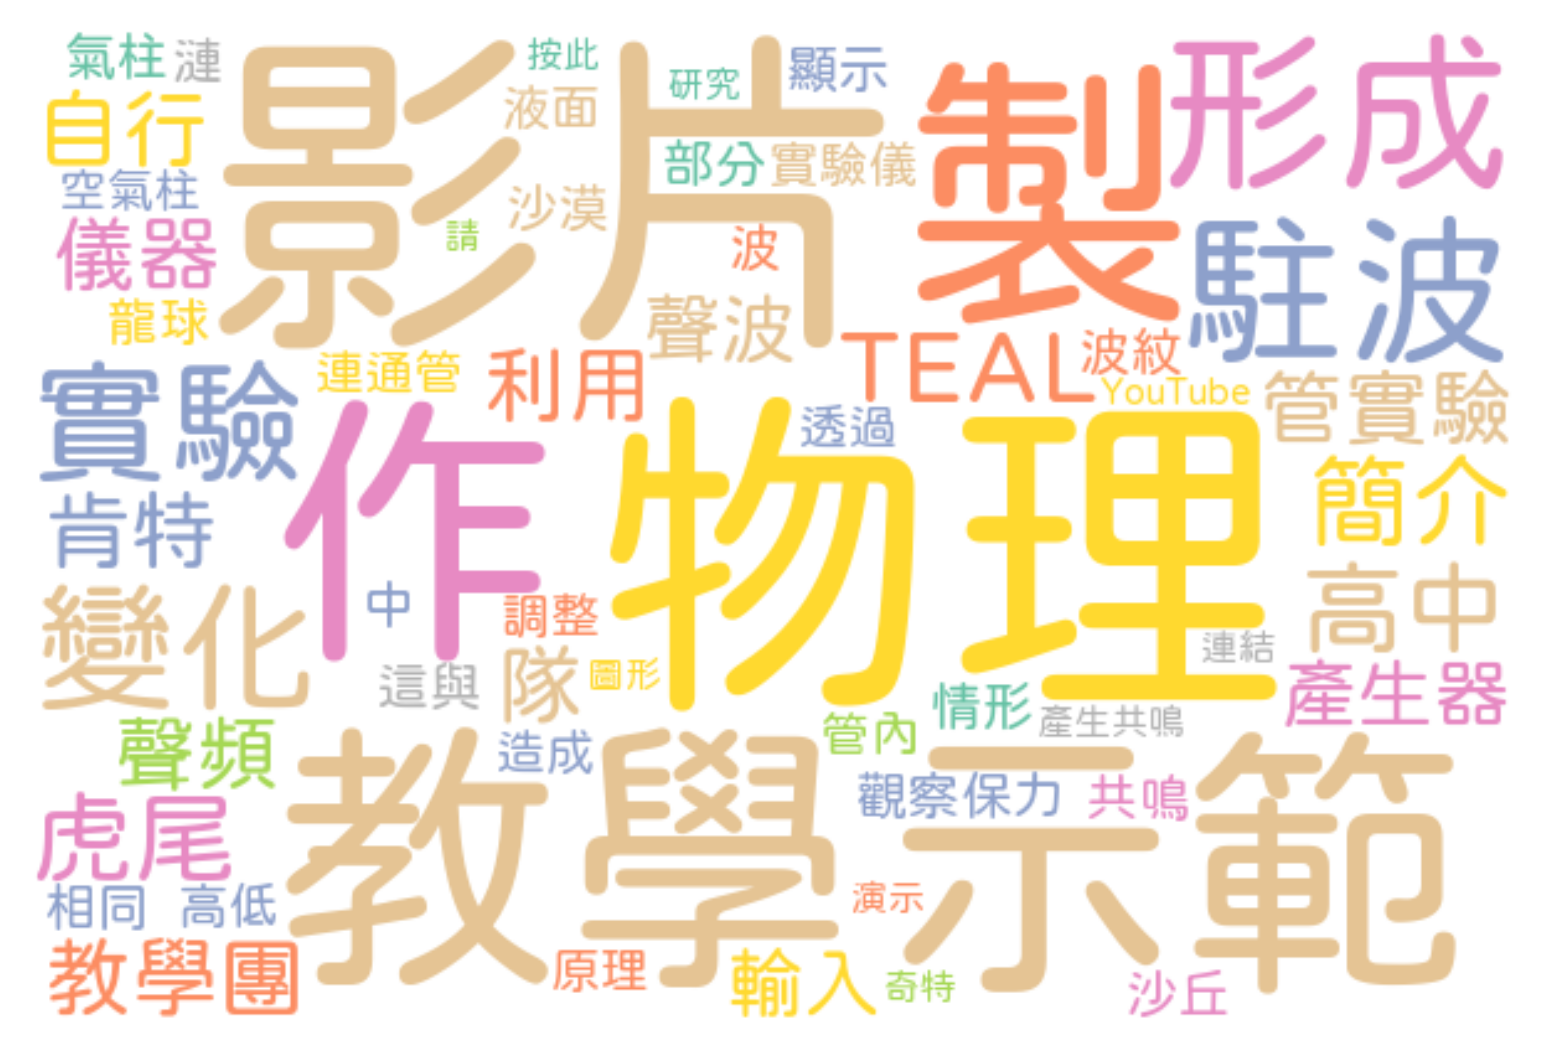 氣柱
漣
影片
按此
研究
顯示
製
形成
自行
液面
部分
實驗儀
空氣柱
沙漠
儀器
請
波
駐波
龍球
聲波
連通管
利用
TEAL
波紋
YouTube
管實驗
實驗
作
物理
透過
簡介
肯特
變化
中
調整
高中
隊
圖形
連結
這與
情形
產生共鳴
產生器
聲頻
造成
管內
教學示範
觀察保力
共鳴
虎尾
相同
高低
演示
教學團
原理
輸入
奇特
沙丘